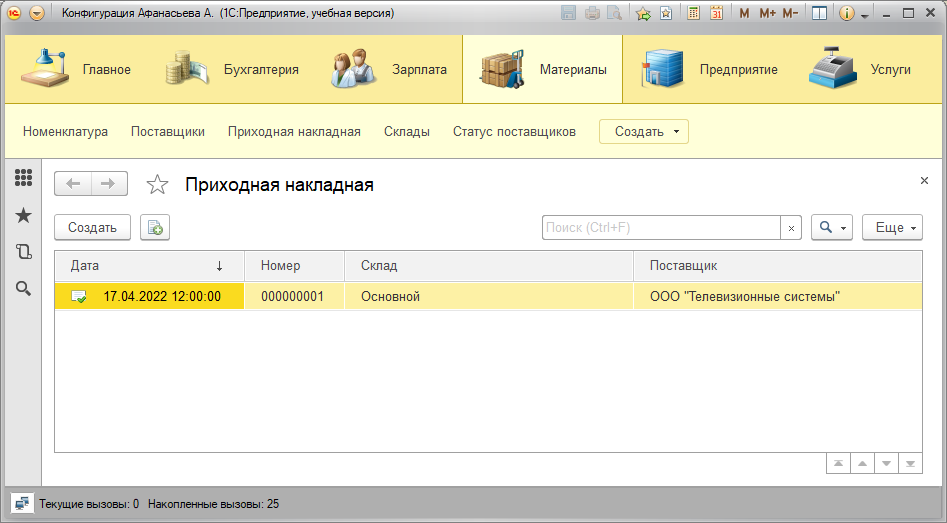 Конфигурация Афанасьева А. (1С:Предприятие, учебная версия)
31 M M+ M-
Главное Бухгалтерия Зарплата Материалы Предприятие Услуги
Номенклатура Поставщики Приходная накладная Склады Статус поставщиков Создать
Приходная накладная
Создать Поиск (Ctrl+F) Еще
Дата Номер Склад Поставщик
17.04.2022 12:00:00 000000001 Основной ООО "Телевизионные системы"
Текущие вызовы: 0 Накопленные вызовы: 25